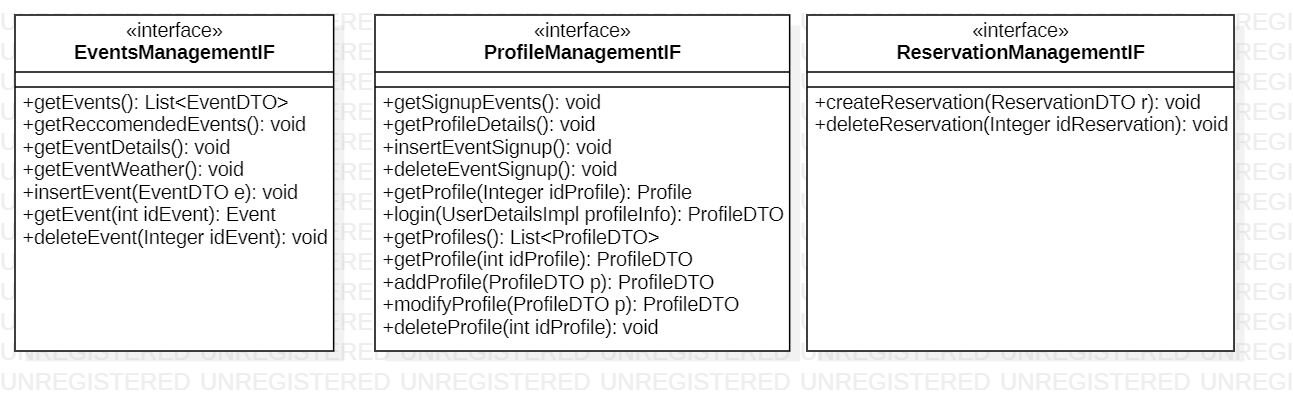 «interface»
EventsManagementIF
+getEvents(): List<EventDTO>
+getReccomendedEvents(): void
+getEventDetails(): void
+getEventWeather(): void
+insertEvent(EventDTO e): void
+getEvent(int idEvent): Event
+deleteEvent(Integer idEvent): void
«interface»
ProfileManagementIF
+getSignupEvents(): void
+getProfileDetails(): void
+insertEventSignup(): void
+deleteEventSignup(): void
+getProfile(Integer idProfile): Profile
+login(UserDetailsImpl profileInfo): ProfileDTO
+getProfiles(): List<ProfileDTO>
+getProfile(int idProfile): ProfileDTO
+addProfile(ProfileDTO p): ProfileDTO
+modifyProfile(ProfileDTO p): ProfileDTO
+deleteProfile(int idProfile): void
«interface»
ReservationManagementIF
+createReservation(ReservationDTO r): void
+deleteReservation(Integer idReservation): void
UNREGISTERED UNREGISTERED UNREGISTERED UNREGISTERED UNREGISTERED UNREGISTERED UNREGI